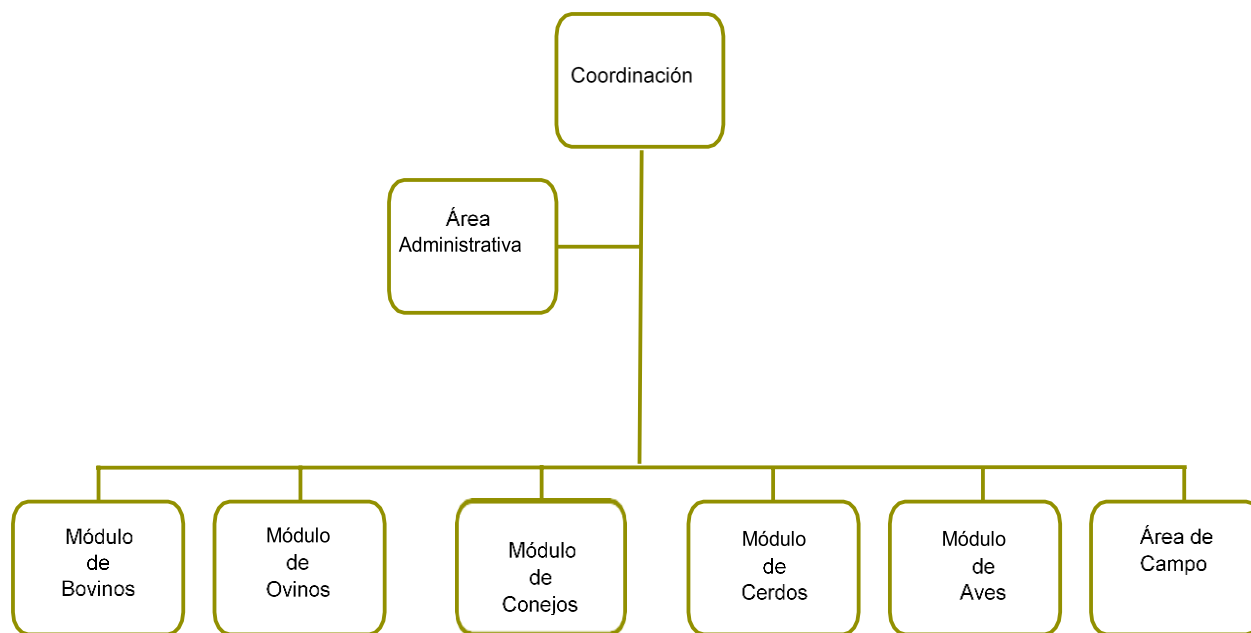 Coordinación
Área
Administrativa
Módulo
de
Bovinos
Módulo
de
Ovinos
Módulo
de
Conejos
Módulo
de
Cerdos
Módulo
de
Aves
Área de
Campo